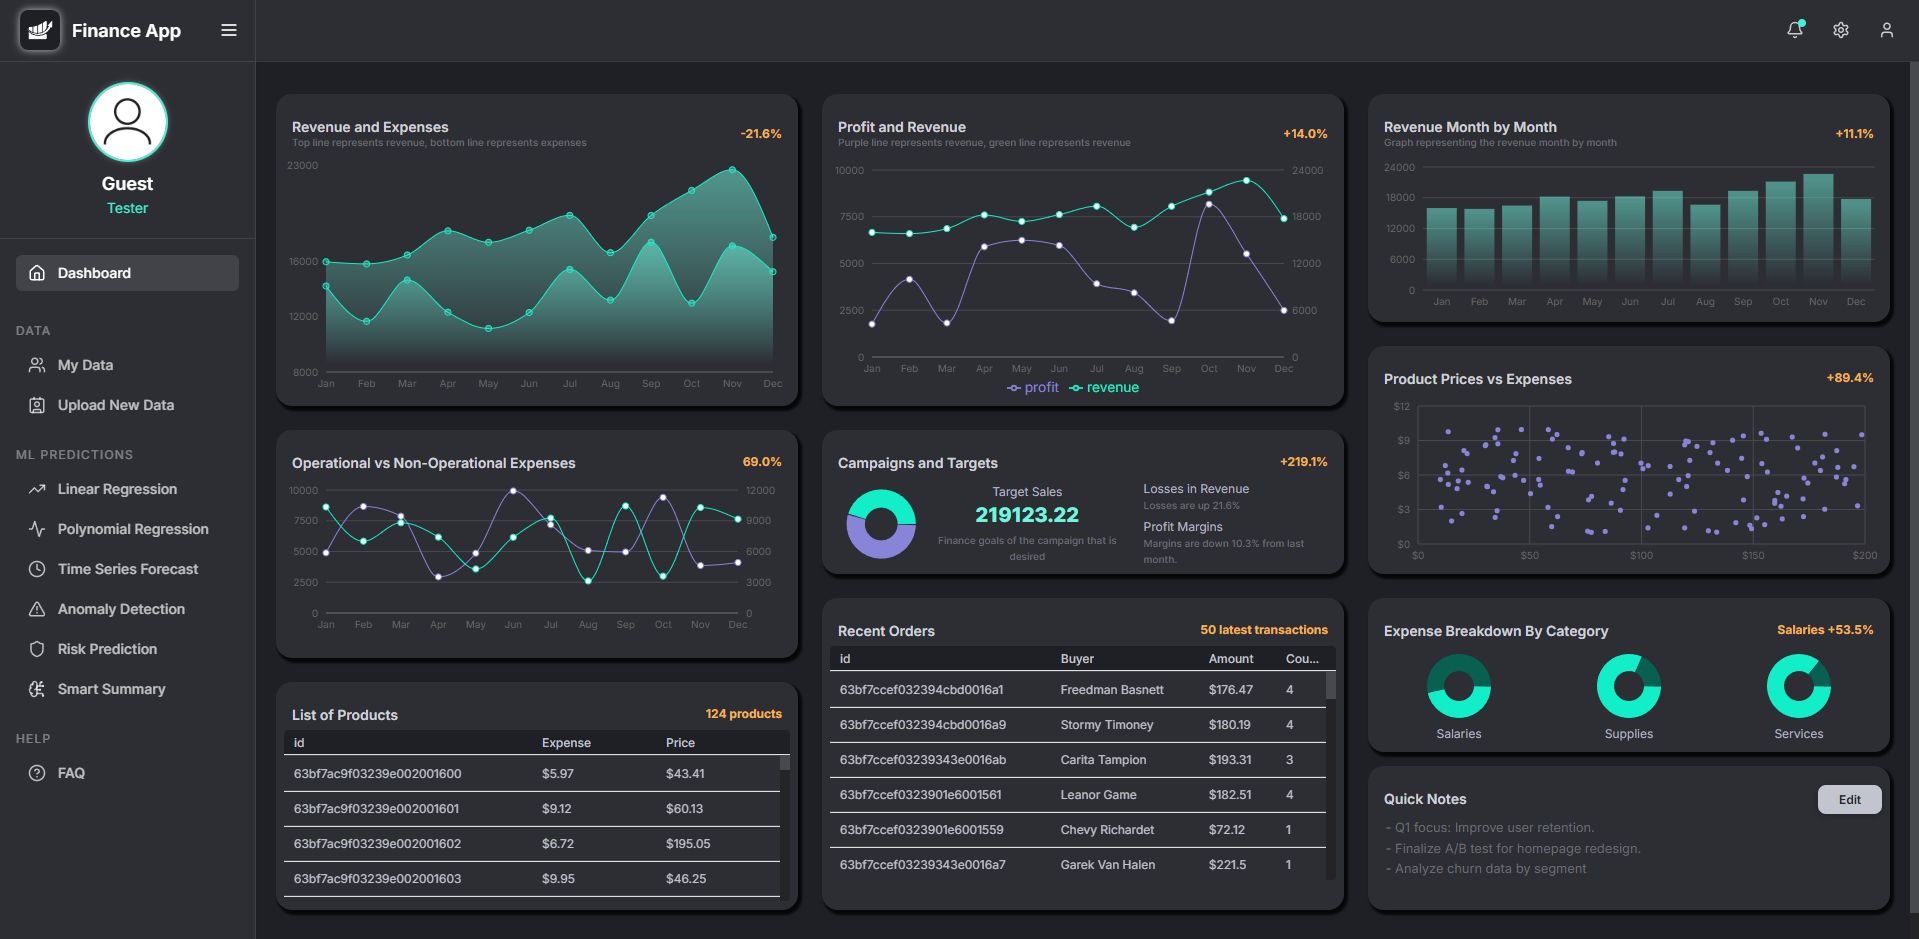 Finance App
Guest
Tester
Dashboard
DATA
My Data
Upload New Data
ML PREDICTIONS
Linear Regression
Polynomial Regression
Time Series Forecast
Anomaly Detection
Risk Prediction
Smart Summary
HELP
FAQ
Revenue and Expenses
Top line represents revenue, bottom line represents expenses
-21.6%
23000
16000
12000
8000
Jan Feb Mar Apr May Jun Jul Aug Sep Oct Nov Dec
Operational vs Non-Operational Expenses
69.0%
10000 12000
7500 9000
5000 6000
2500 3000
0 0
Jan Feb Mar Apr May Jun Jul Aug Sep Oct Nov Dec
List of Products
124 products
id Expense Price
63bf7ac9f03239e002001600 $5.97 $43.41
63bf7ac9f03239e002001601 $9.12 $60.13
63bf7ac9f03239e002001602 $6.72 $195.05
63bf7ac9f03239e002001603 $9.95 $46.25
Profit and Revenue
Purple line represents revenue, green line represents revenue
+14.0%
10000 24000
7500 18000
5000 12000
2500 6000
0 0
Jan Feb Mar Apr May Jun Jul Aug Sep Oct Nov Dec
profit revenue
Campaigns and Targets
+219.1%
Target Sales
219123.22
Finance goals of the campaign that is
desired
Losses in Revenue
Losses are up 21.6%
Profit Margins
Margins are down 10.3% from last
month.
Recent Orders
50 latest transactions
id Buyer Amount Cou...
63bf7ccef032394cbd0016a1 Freedman Basnett $176.47 4
63bf7ccef032394cbd0016a9 Stormy Timoney $180.19 4
63bf7ccef03239343e0016ab Carita Tampion $193.31 3
63bf7ccef0323901e6001561 Leanor Game $182.51 4
63bf7ccef0323901e6001559 Chevy Richardet $72.12 1
63bf7ccef03239343e0016a7 Garek Van Halen $221.5 1
Revenue Month by Month
Graph representing the revenue month by month
+11.1%
24000
18000
12000
6000
0
Jan Feb Mar Apr May Jun Jul Aug Sep Oct Nov Dec
Product Prices vs Expenses
+89.4%
$12
$9
$6
$3
$0
$0 $50 $100 $150 $200
Expense Breakdown By Category
Salaries +53.5%
Salaries Supplies Services
Quick Notes
Edit
- Q1 focus: Improve user retention.
- Finalize A/B test for homepage redesign.
- Analyze churn data by segment